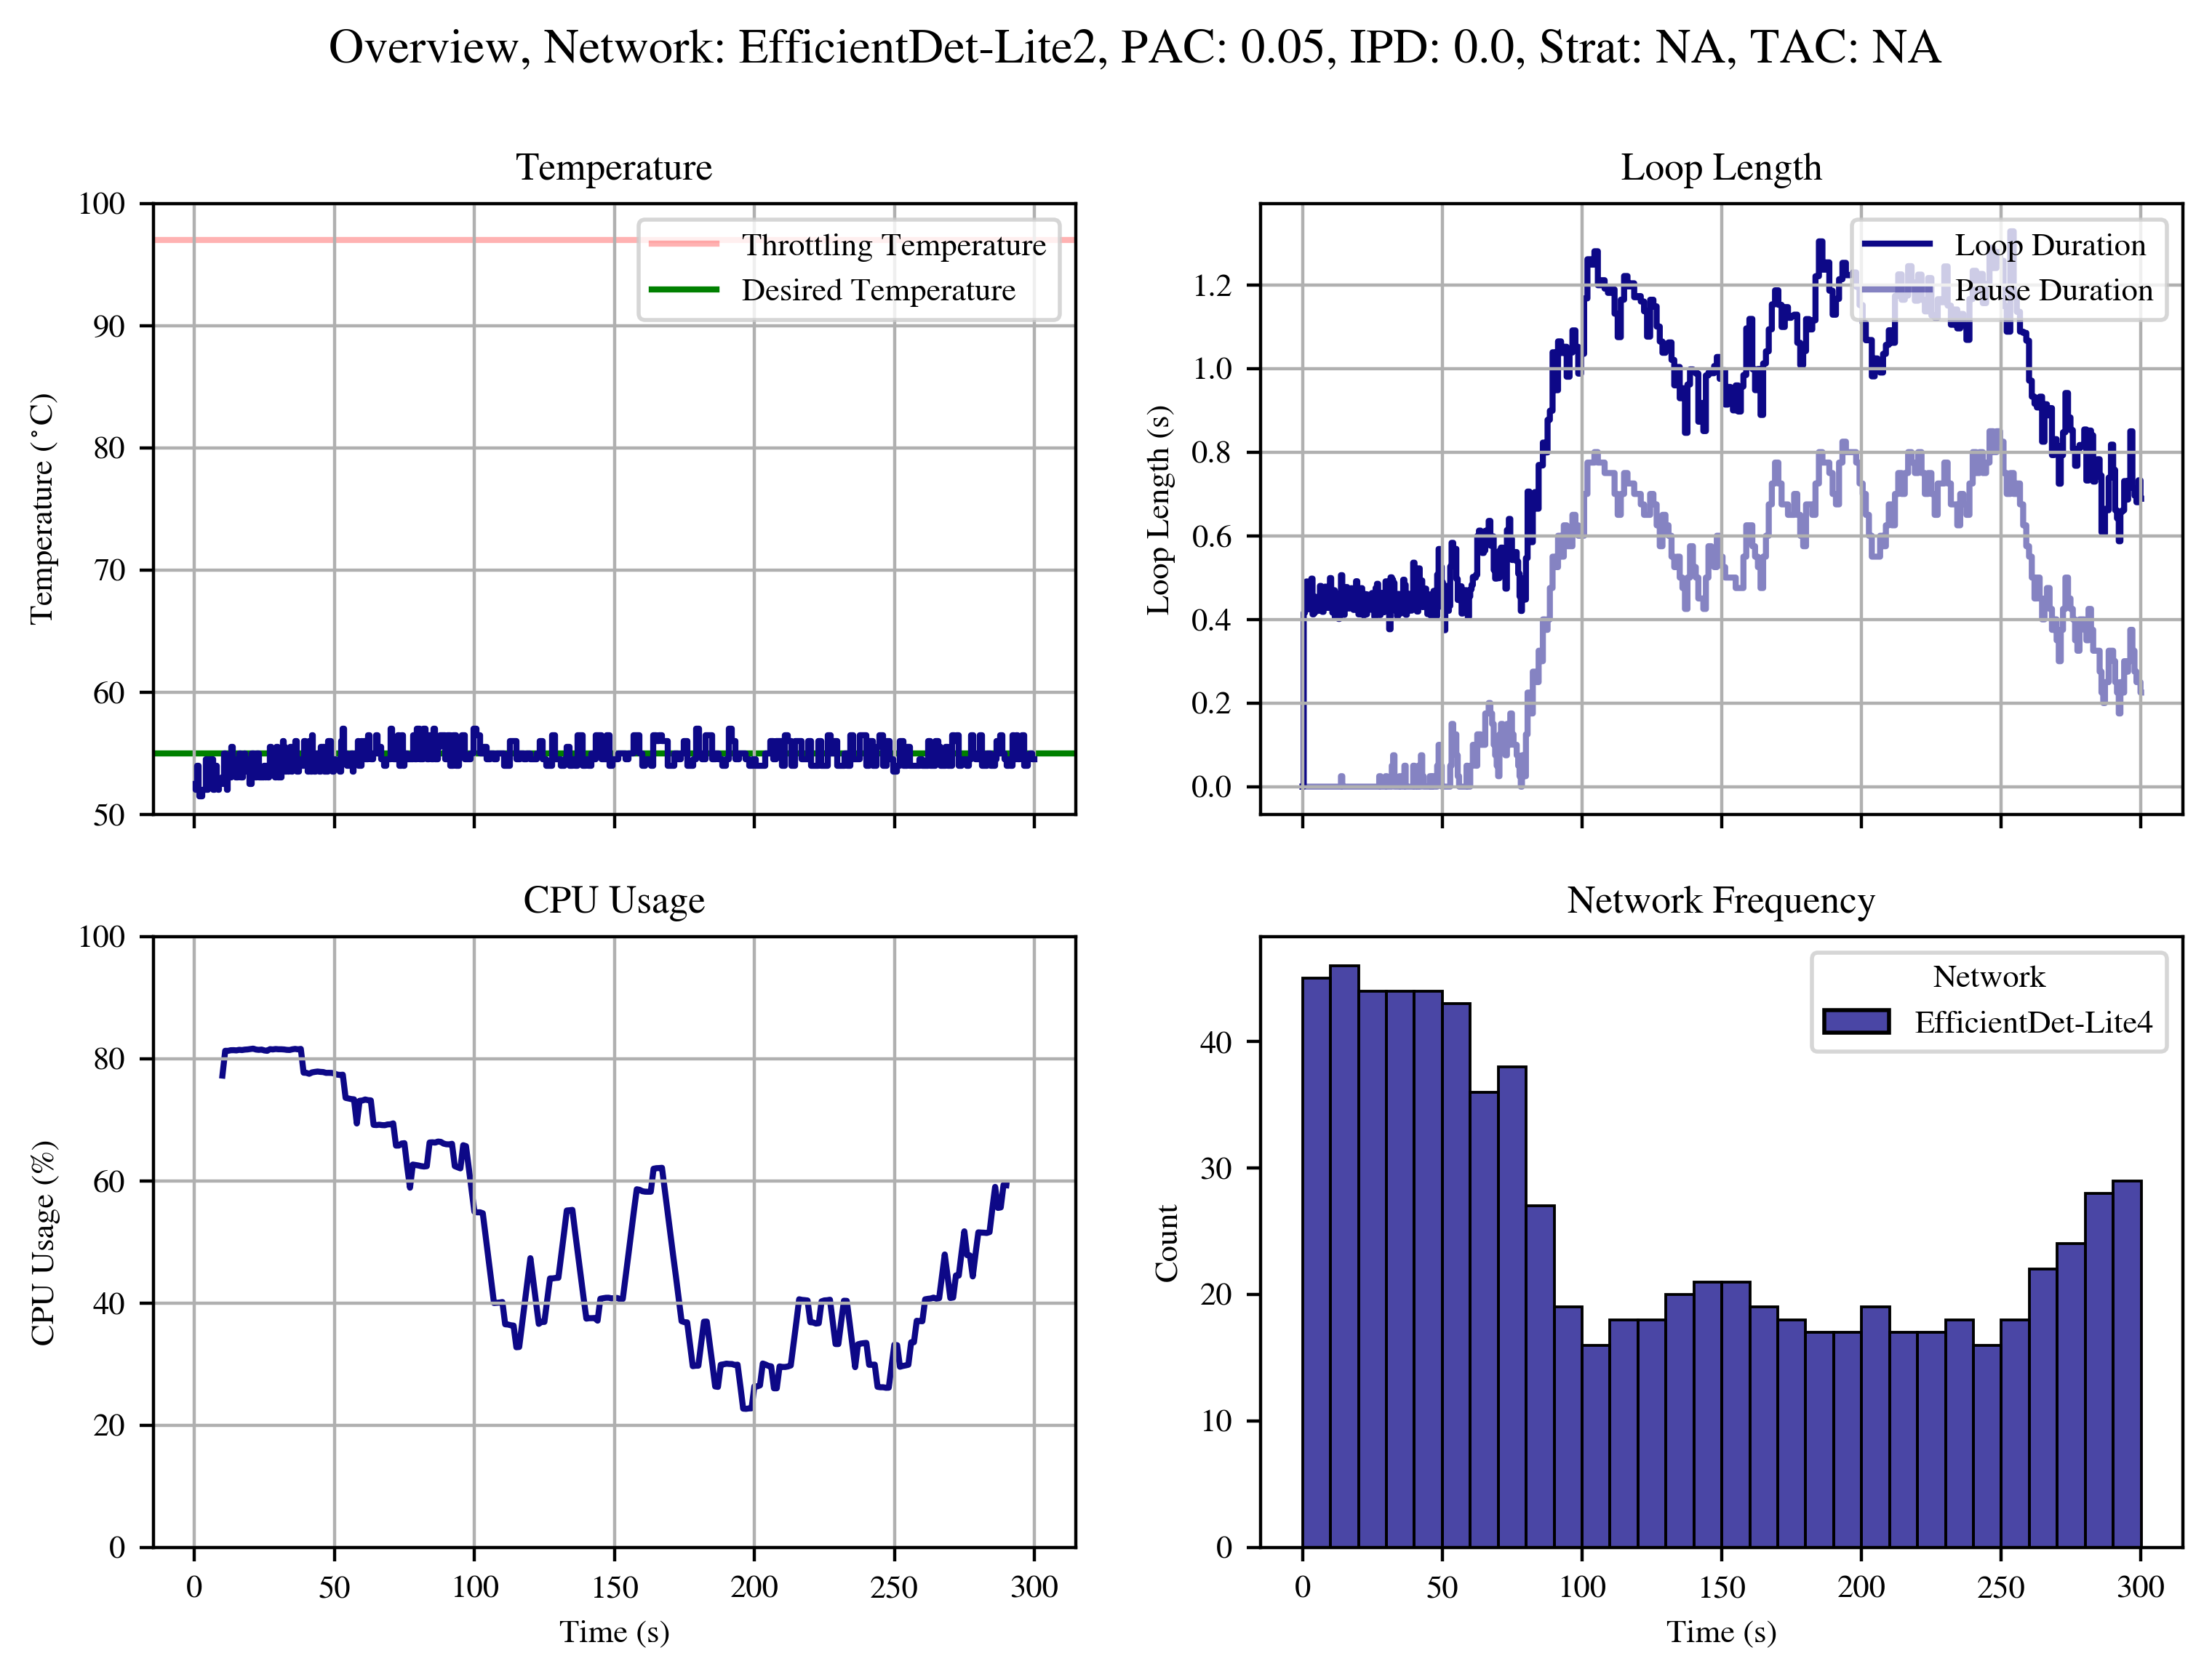 Overview, Network: EfficientDet-Lite2, PAC: 0.05, IPD: 0.0, Strat: NA, TAC: NA
Temperature
100
90
80
70
60
50
Temperature (°C)
Throttling Temperature
Desired Temperature
Loop Length
1.2
1.0
0.8
0.6
0.4
0.2
0.0
Loop Length (s)
Loop Duration
Pause Duration
CPU Usage
100
80
60
40
20
0
CPU Usage (%)
0 50 100 150 200 250 300
Time (s)
Network Frequency
40
30
20
10
0
Count
Network
EfficientDet-Lite4
0 50 100 150 200 250 300
Time (s)